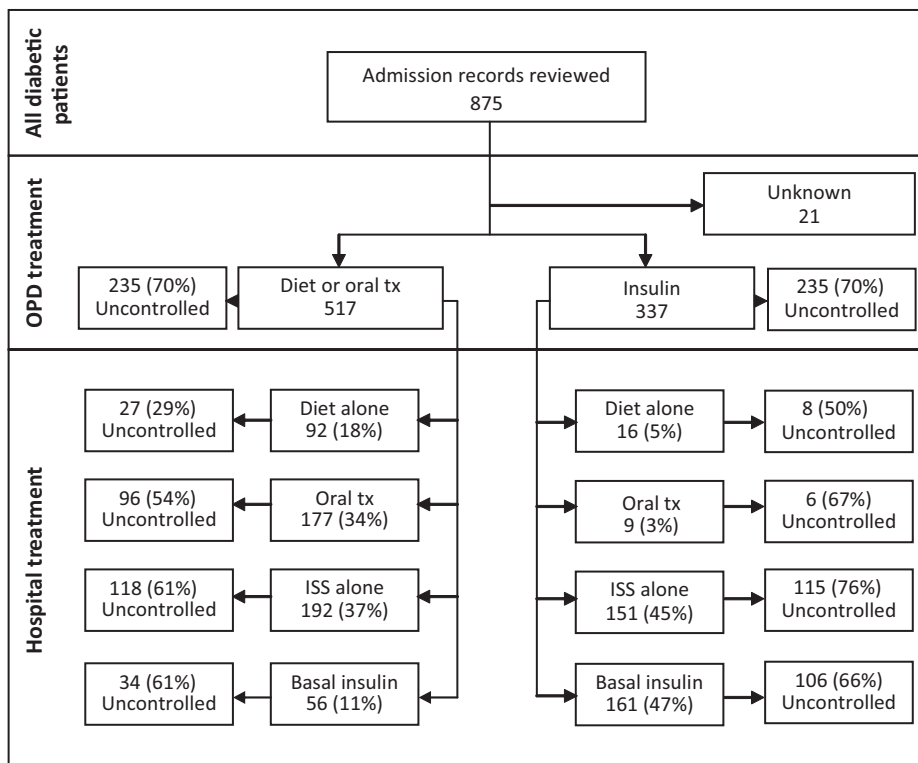 All diabetic
patients
Admission records reviewed
875
OPD treatment
Unknown
21
235 (70%)
Uncontrolled
Diet or oral tx
517
Insulin
337
235 (70%)
Uncontrolled
Hospital treatment
27 (29%)
Uncontrolled
Diet alone
92 (18%)
Diet alone
16 (5%)
8 (50%)
Uncontrolled
96 (54%)
Uncontrolled
Oral tx
177 (34%)
Oral tx
9 (3%)
6 (67%)
Uncontrolled
118 (61%)
Uncontrolled
ISS alone
192 (37%)
ISS alone
151 (45%)
115 (76%)
Uncontrolled
34 (61%)
Uncontrolled
Basal insulin
56 (11%)
Basal insulin
161 (47%)
106 (66%)
Uncontrolled